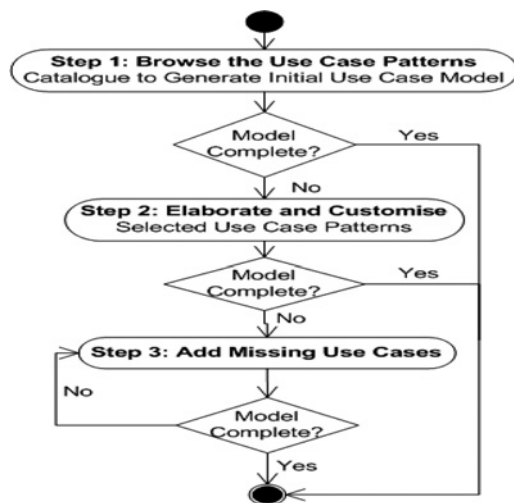 Step 1: Browse the Use Case Patterns
Catalogue to Generate Initial Use Case Model
Model
Complete?
Yes
No
Step 2: Elaborate and Customise
Selected Use Case Patterns
Model
Complete?
Yes
No
Step 3: Add Missing Use Cases
No
Model
Complete?
Yes